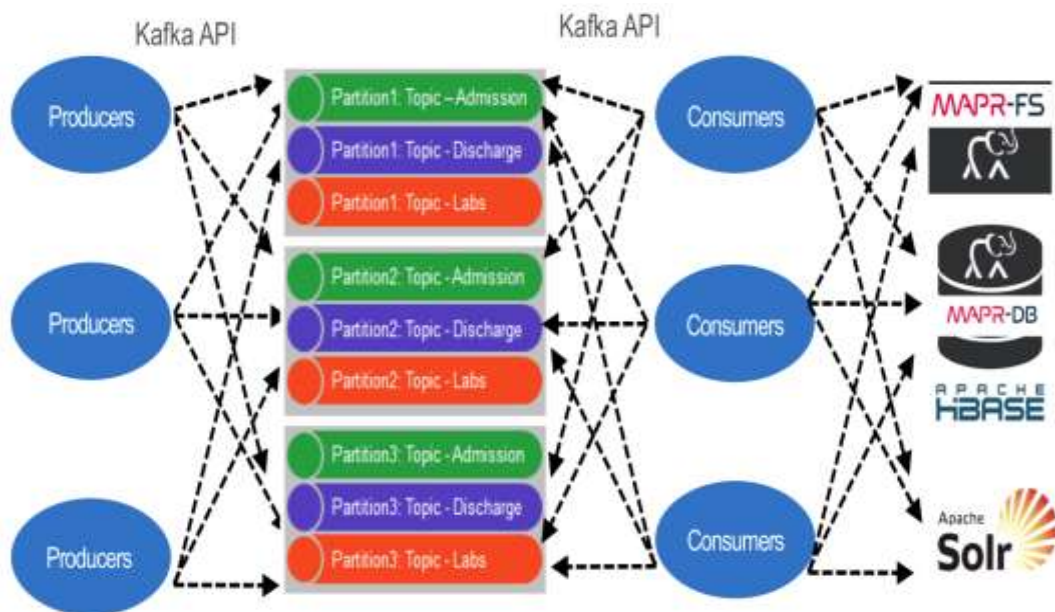 Kafka API
Kafka API
Producers
Producers
Producers
Partition1: Topic – Admission
Partition1: Topic - Discharge
Partition1: Topic - Labs
Partition2: Topic - Admission
Partition2: Topic - Discharge
Partition2: Topic - Labs
Partition3: Topic - Admission
Partition3: Topic - Discharge
Partition3: Topic - Labs
Consumers
Consumers
Consumers
MAPR-FS
MAPR-DB
APACHE
HBASE
Apache
Solr